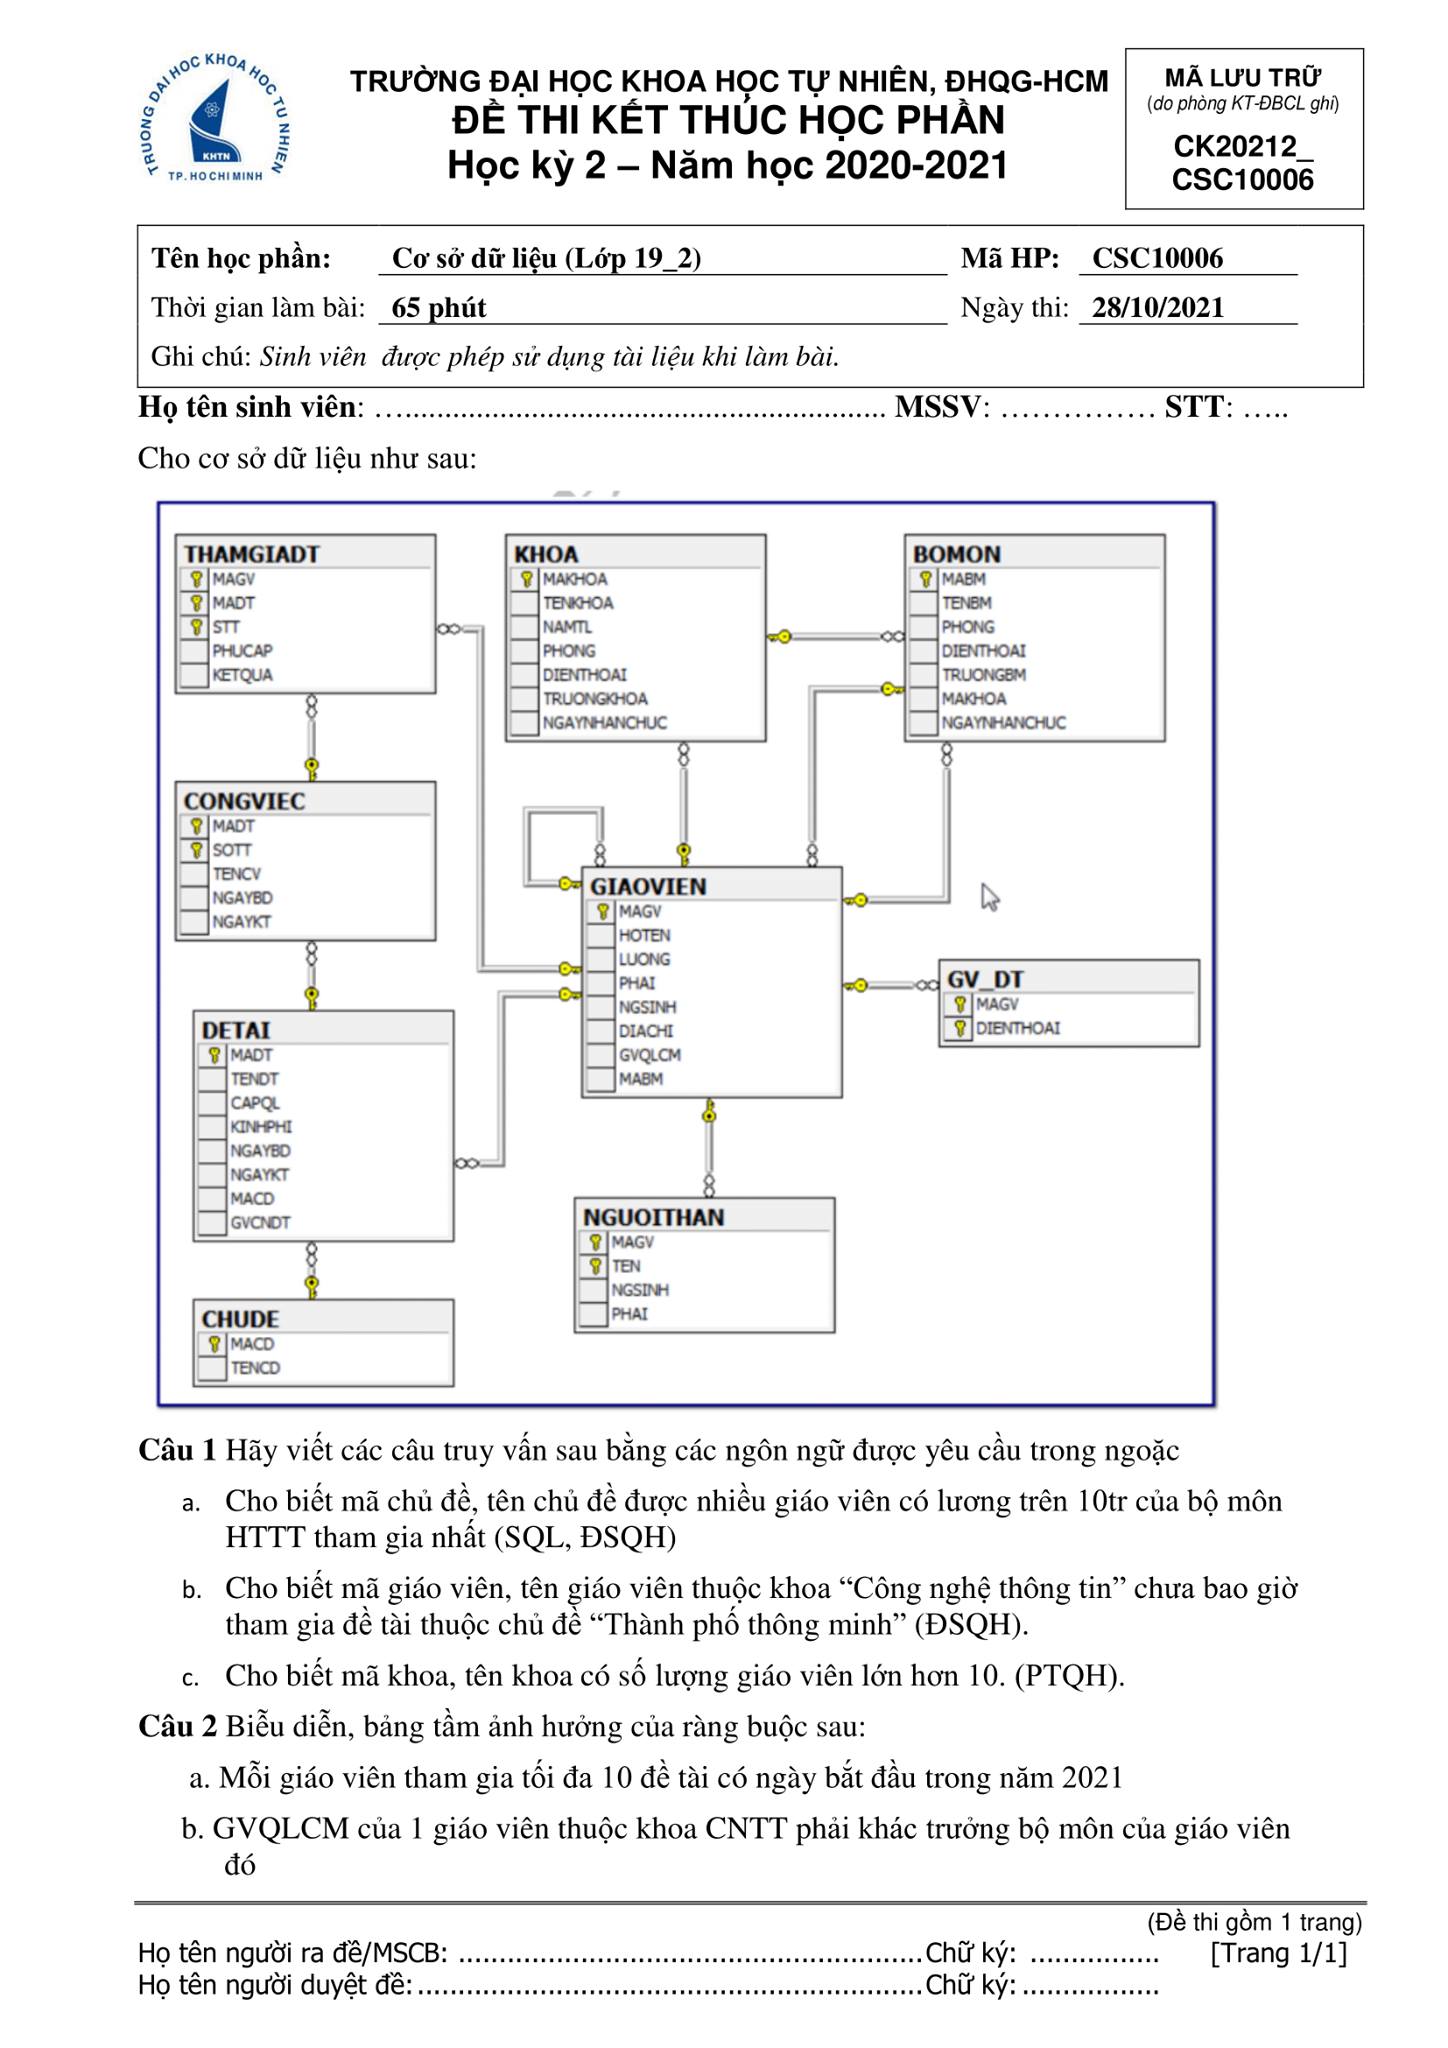 TRUONG DAI HOC KHOA HOC TU NHIEN
KHTN
TP. HO CHI MINH
TRƯỜNG ĐẠI HỌC KHOA HỌC TỰ NHIÊN, ĐHQG-HCM
ĐỀ THI KẾT THÚC HỌC PHẦN
Học kỳ 2 – Năm học 2020-2021
MÃ LƯU TRỮ
(do phòng KT-ĐBCL ghi)
CK20212_
CSC10006
Tên học phần: Cơ sở dữ liệu (Lớp 19_2) Mã HP: CSC10006
Thời gian làm bài: 65 phút Ngày thi: 28/10/2021
Ghi chú: Sinh viên được phép sử dụng tài liệu khi làm bài.
Họ tên sinh viên: ….............................................................. MSSV: …………… STT: …..
Cho cơ sở dữ liệu như sau:
THAMGIADT
MAGV
MADT
STT
PHUCAP
KETQUA
KHOA
MAKHOA
TENKHOA
NAMTL
PHONG
DIENTHOAI
TRUONGKHOA
NGAYNHANCHUC
BOMON
MABM
TENBM
PHONG
DIENTHOAI
TRUONGBM
MAKHOA
NGAYNHANCHUC
CONGVIEC
MADT
SOTT
TENCV
NGAYBD
NGAYKT
GIAOVIEN
MAGV
HOTEN
LUONG
PHAI
NGSINH
DIACHI
GVQLCM
MABM
GV_DT
MAGV
DIENTHOAI
DETAI
MADT
TENDT
CAPQL
KINHPHI
NGAYBD
NGAYKT
MACD
GVCNDT
NGUOITHAN
MAGV
TEN
NGSINH
PHAI
CHUDE
MACD
TENCD
Câu 1 Hãy viết các câu truy vấn sau bằng các ngôn ngữ được yêu cầu trong ngoặc
a. Cho biết mã chủ đề, tên chủ đề được nhiều giáo viên có lương trên 10tr của bộ môn
HTTT tham gia nhất (SQL, ĐSQH)
b. Cho biết mã giáo viên, tên giáo viên thuộc khoa “Công nghệ thông tin” chưa bao giờ
tham gia đề tài thuộc chủ đề “Thành phố thông minh” (ĐSQH).
c. Cho biết mã khoa, tên khoa có số lượng giáo viên lớn hơn 10. (PTQH).
Câu 2 Biễu diễn, bảng tầm ảnh hưởng của ràng buộc sau:
a. Mỗi giáo viên tham gia tối đa 10 đề tài có ngày bắt đầu trong năm 2021
b. GVQLCM của 1 giáo viên thuộc khoa CNTT phải khác trưởng bộ môn của giáo viên
đó
(Đề thi gồm 1 trang)
Họ tên người ra đề/MSCB: ..........................................................Chữ ký: ................ [Trang 1/1]
Họ tên người duyệt đề: ...............................................................Chữ ký: .................